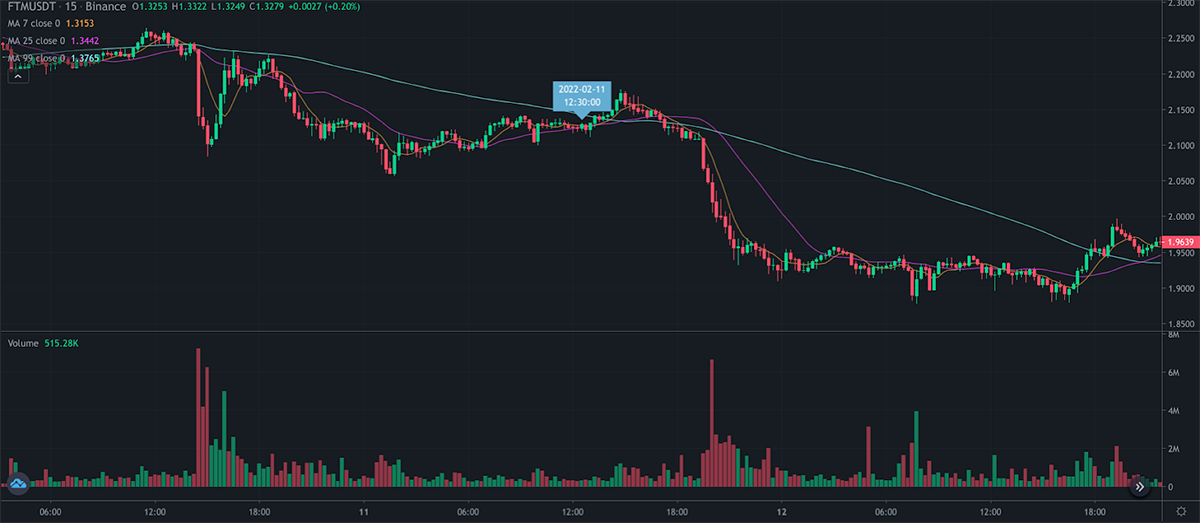 FTMUSDT · 15 · Binance O1.3253 H1.3322 L1.3249 C1.3279 +0.0027 (+0.20%)
MA 7 close 0 1.3153
MA 25 close 0 1.3442
MA 99 close 0 1.3765
2022-02-11
12:30:00
2.3000
2.2500
2.2000
2.1500
2.1000
2.0500
2.0000
1.9639
1.9500
1.9000
1.8500
Volume 515.28K
8M
6M
4M
2M
0
06:00 12:00 18:00 11 06:00 12:00 18:00 12 06:00 12:00 18:00